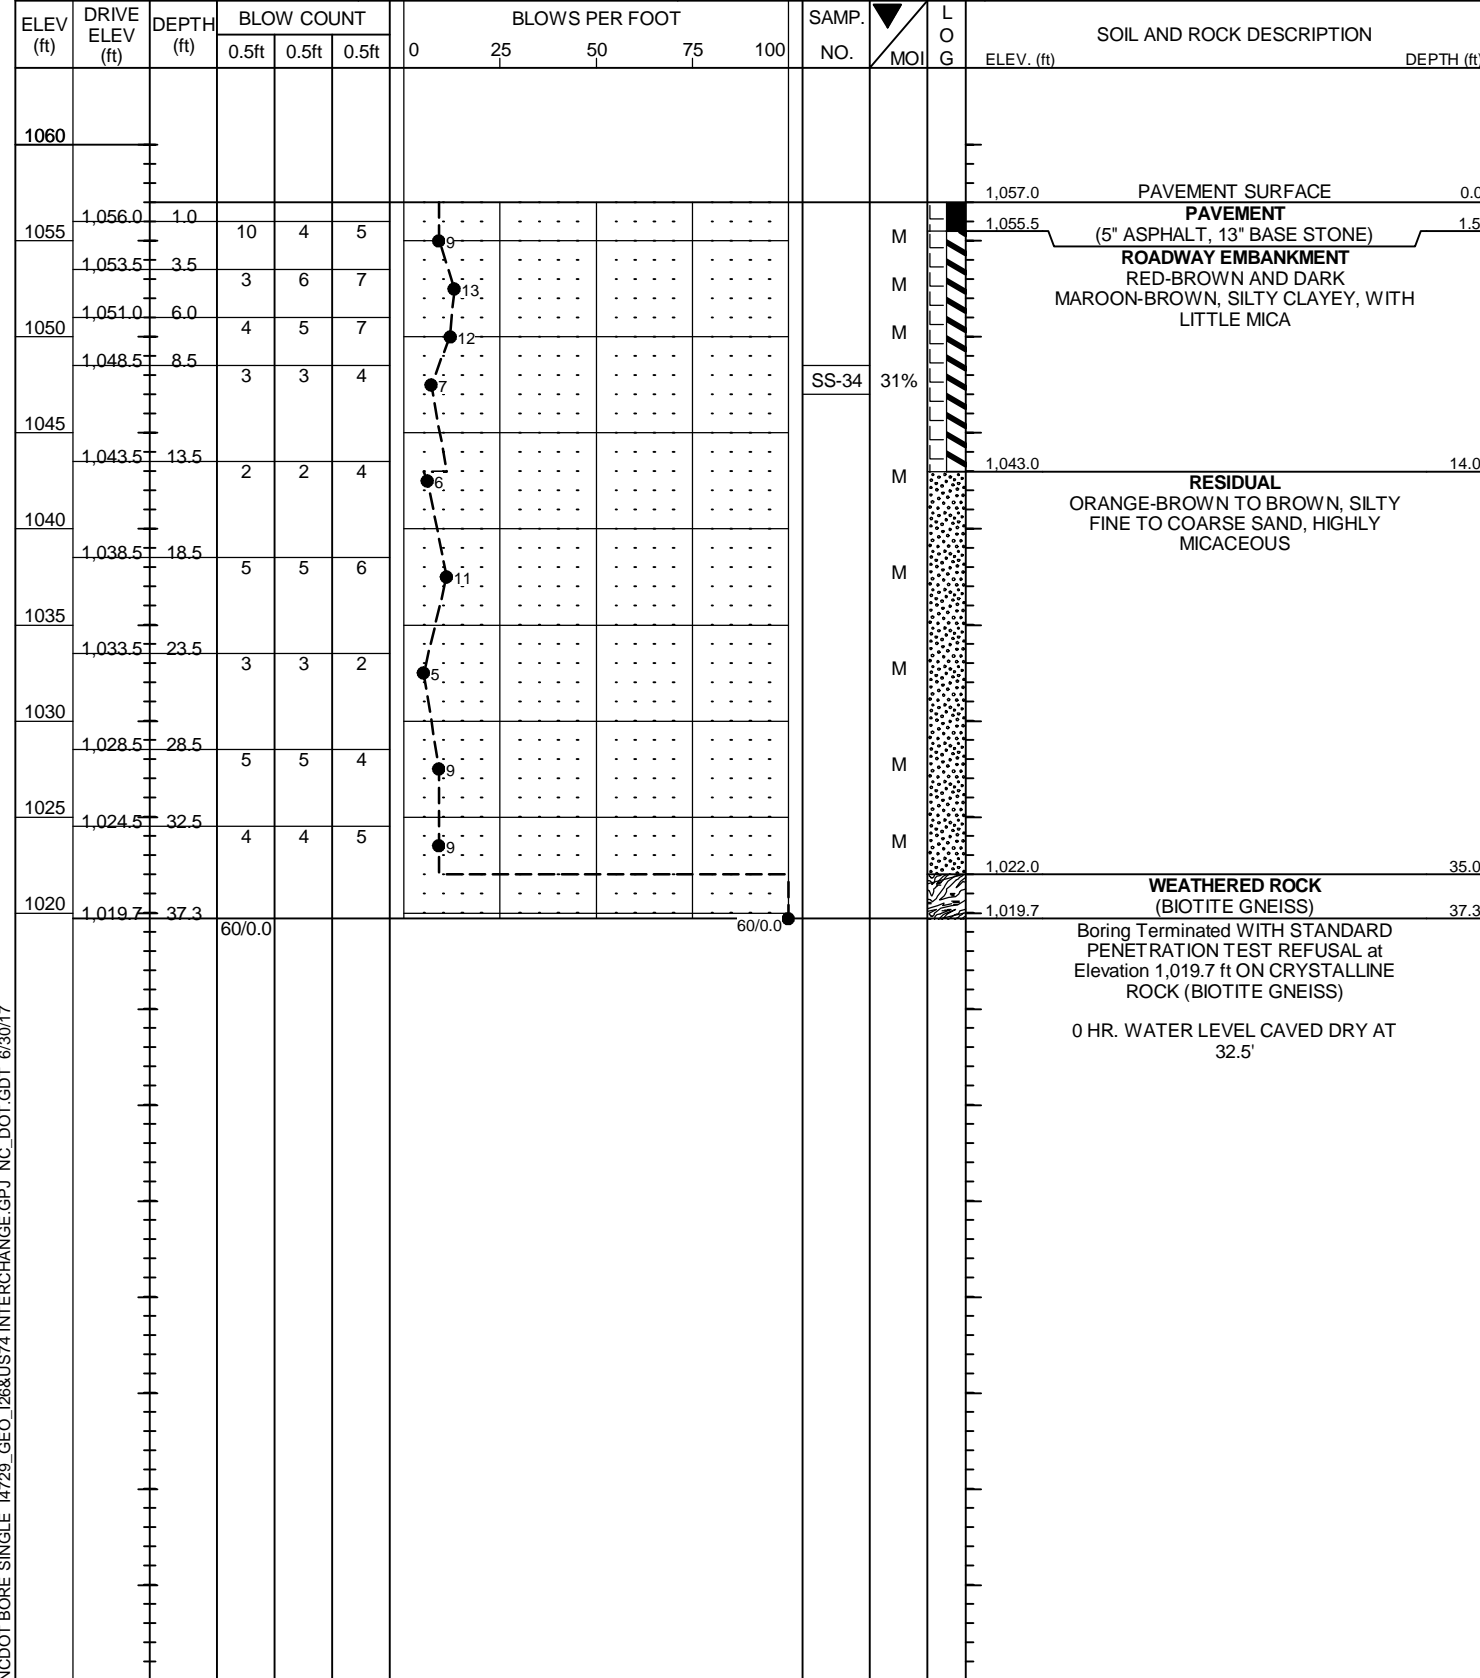 ELEV (ft) DRIVE ELEV (ft) DEPTH (ft) BLOW COUNT BLOWS PER FOOT SAMP. NO. MOI LOG SOIL AND ROCK DESCRIPTION
0.5ft 0.5ft 0.5ft 0 25 50 75 100 ELEV. (ft) DEPTH (ft)
1060
1,057.0 PAVEMENT SURFACE 0.0
1,056.0 1.0 PAVEMENT
1055 10 4 5 9 M 1,055.5 (5" ASPHALT, 13" BASE STONE) 1.5
ROADWAY EMBANKMENT
1,053.5 3.5 RED-BROWN AND DARK
3 6 7 13 M MAROON-BROWN, SILTY CLAYEY, WITH
1,051.0 6.0 LITTLE MICA
1050 4 5 7 12 M
1,048.5 8.5
3 3 4 7 SS-34 31%
1045
1,043.5 13.5 1,043.0 14.0
2 2 4 6 M RESIDUAL
ORANGE-BROWN TO BROWN, SILTY
1040 FINE TO COARSE SAND, HIGHLY
MICACEOUS
1,038.5 18.5
5 5 6 11 M
1035
1,033.5 23.5
3 3 2 5 M
1030
1,028.5 28.5
5 5 4 9 M
1025
1,024.5 32.5
4 4 5 9 M
1,022.0 35.0
WEATHERED ROCK
1020 (BIOTITE GNEISS)
1,019.7 37.3 1,019.7 37.3
60/0.0 60/0.0
Boring Terminated WITH STANDARD
PENETRATION TEST REFUSAL at
Elevation 1,019.7 ft ON CRYSTALLINE
ROCK (BIOTITE GNEISS)
0 HR. WATER LEVEL CAVED DRY AT
32.5'
NCDOT BORE SINGLE I4729_GEO_I26&US74 INTERCHANGE.GPJ NC_DOT.GDT 6/30/17